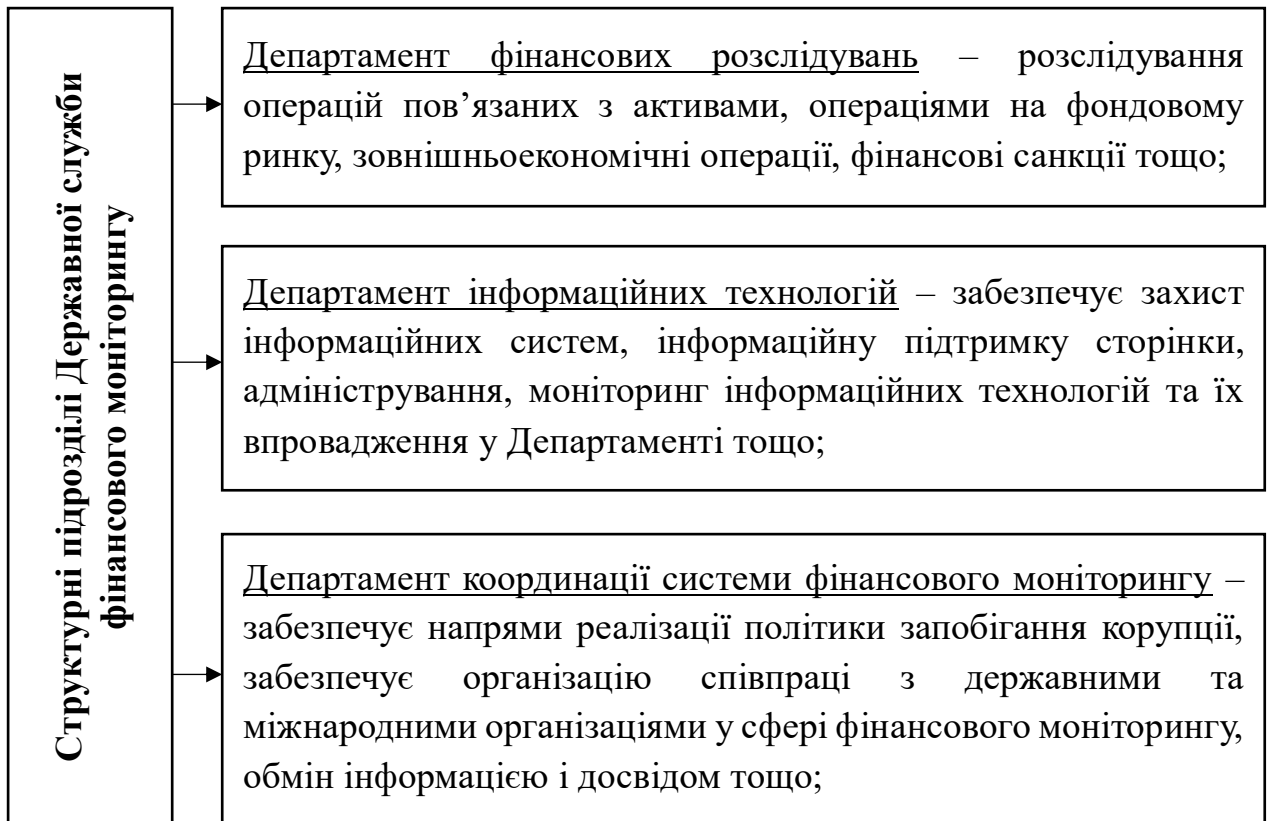 Структурні підрозділі Державної служби
фінансового моніторингу
Департамент фінансових розслідувань – розслідування
операцій пов’язаних з активами, операціями на фондовому
ринку, зовнішньоекономічні операції, фінансові санкції тощо;
Департамент інформаційних технологій – забезпечує захист
інформаційних систем, інформаційну підтримку сторінки,
адміністрування, моніторинг інформаційних технологій та їх
впровадження у Департаменті тощо;
Департамент координації системи фінансового моніторингу –
забезпечує напрями реалізації політики запобігання корупції,
забезпечує організацію співпраці з державними та
міжнародними організаціями у сфері фінансового моніторингу,
обмін інформацією і досвідом тощо;